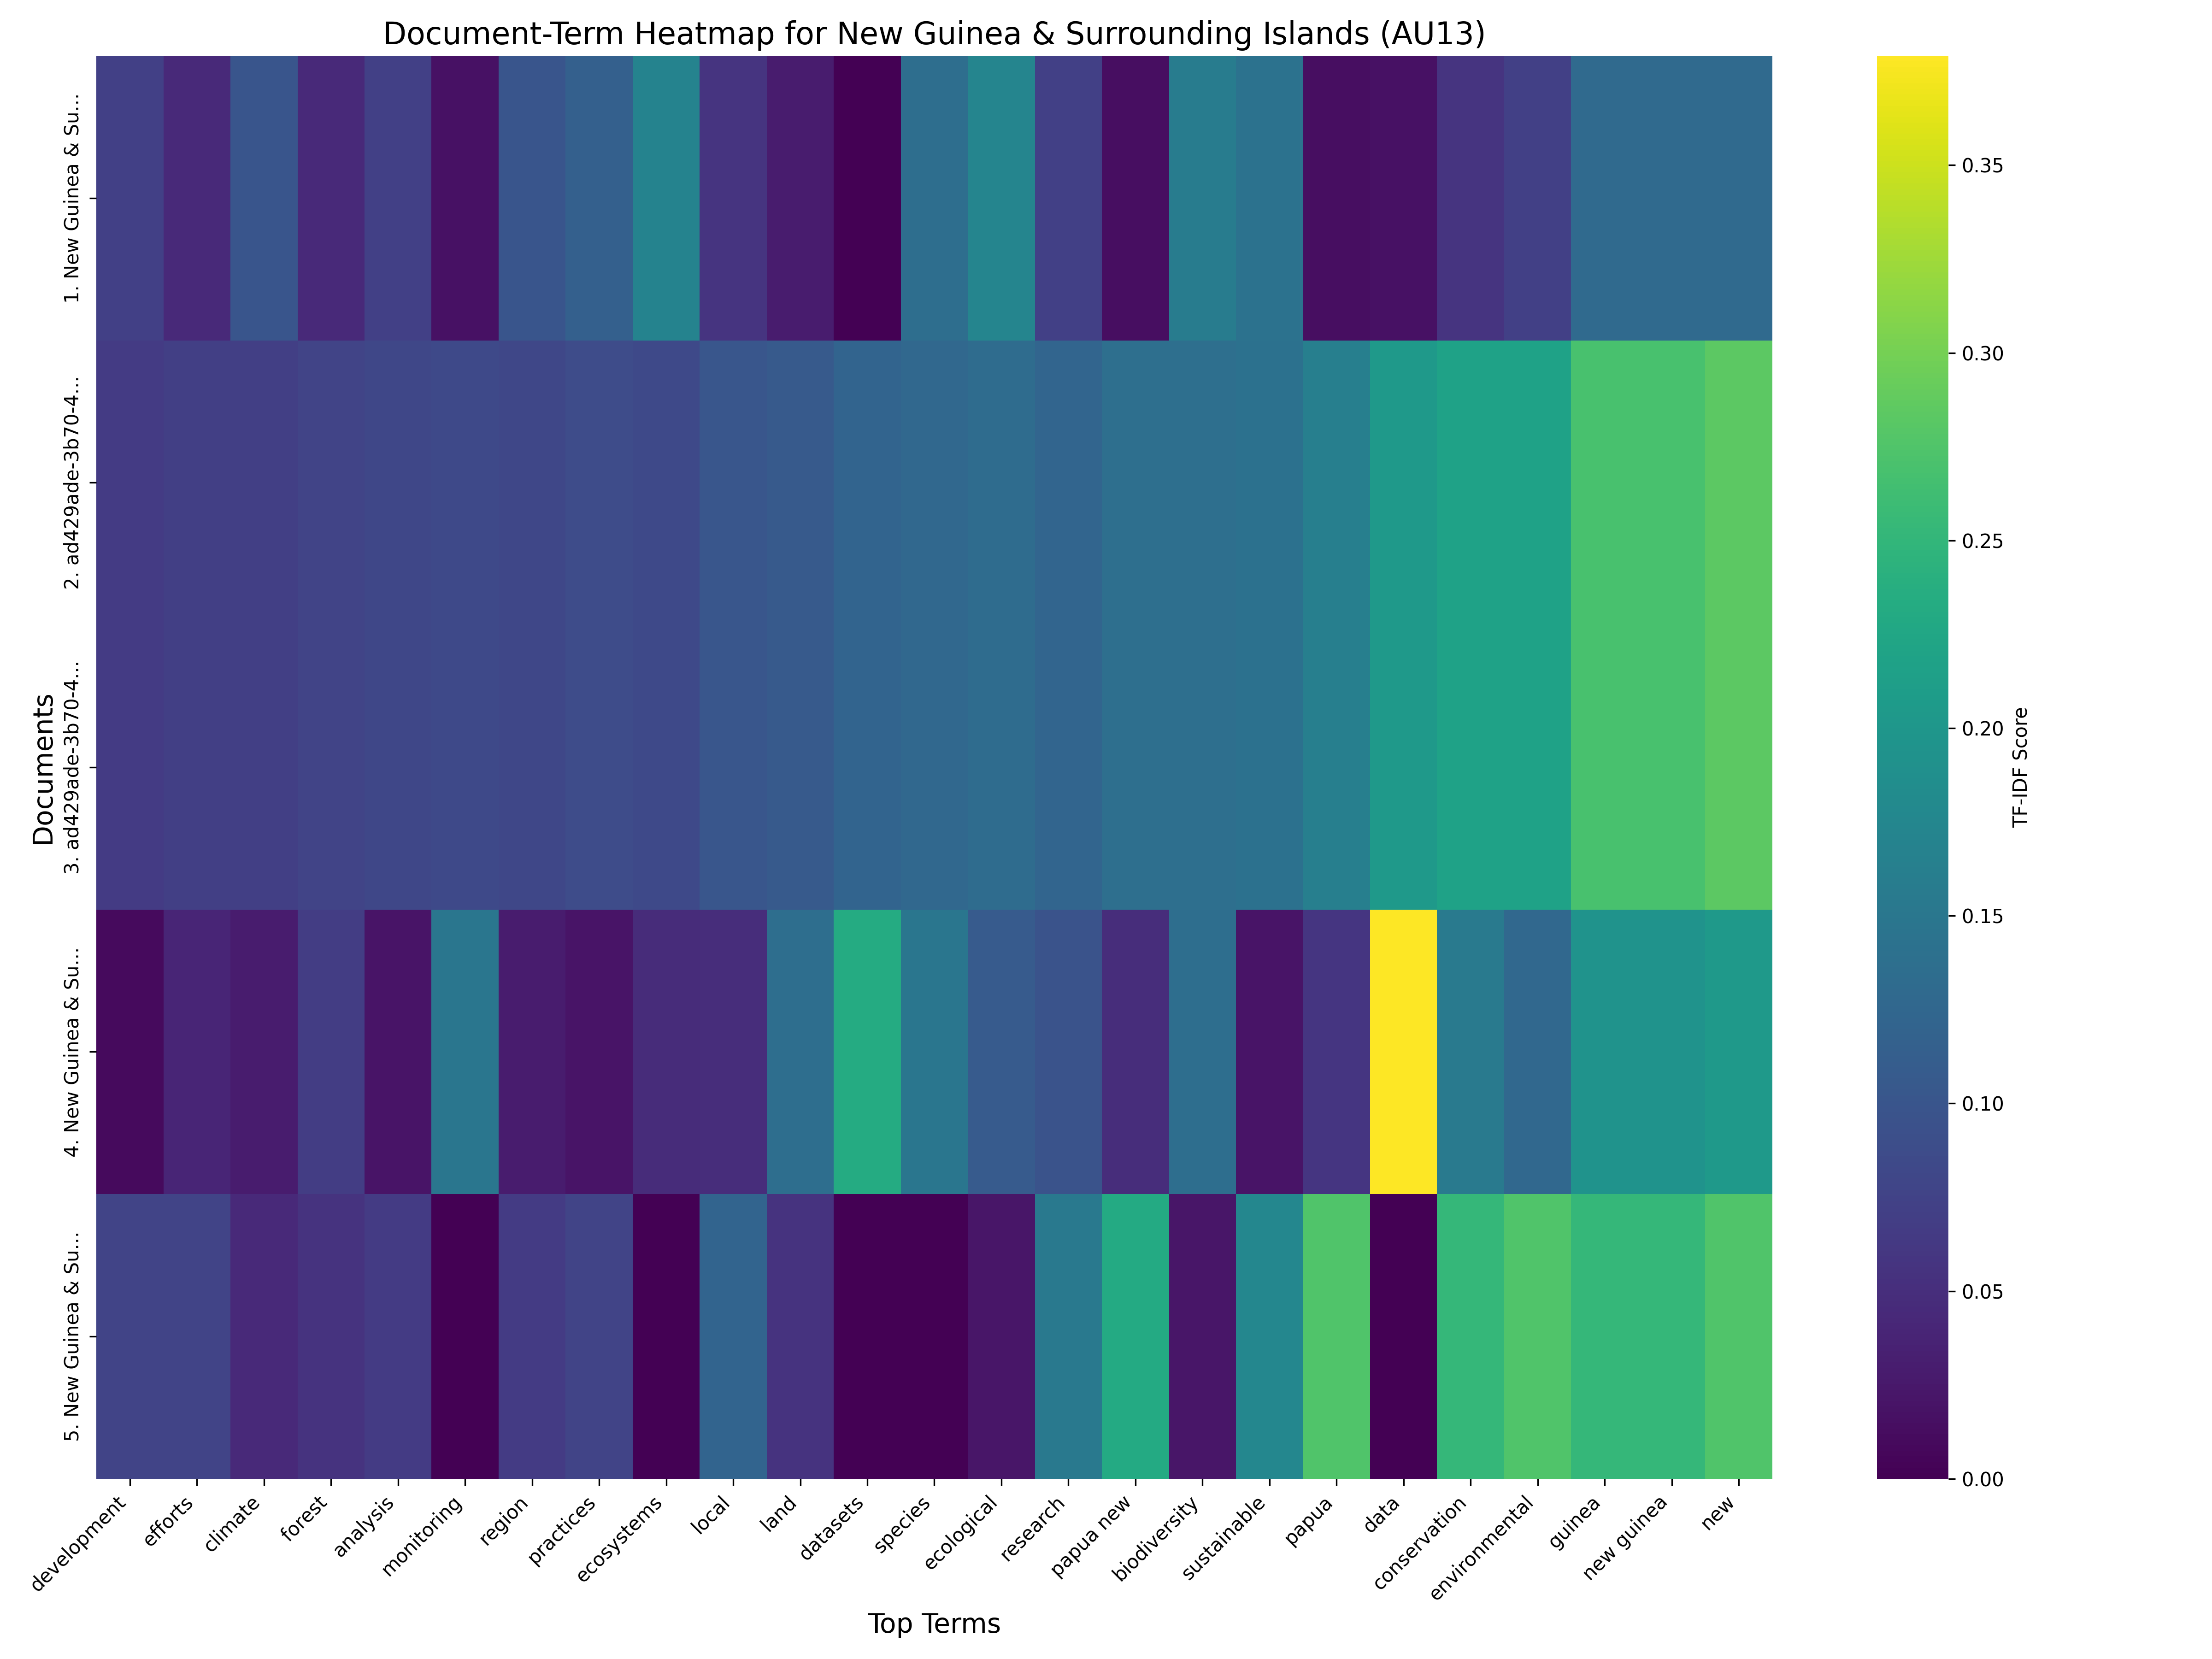 Document-Term Heatmap for New Guinea & Surrounding Islands (AU13)
Documents
1. New Guinea & Su...
2. ad429ade-3b70-4...
3. ad429ade-3b70-4...
4. New Guinea & Su...
5. New Guinea & Su...
development
efforts
climate
forest
analysis
monitoring
region
practices
ecosystems
local
land
datasets
species
ecological
research
papua new
biodiversity
sustainable
papua
data
conservation
environmental
guinea
new guinea
new
Top Terms
0.35
0.30
0.25
0.20
0.15
0.10
0.05
0.00
TF-IDF Score